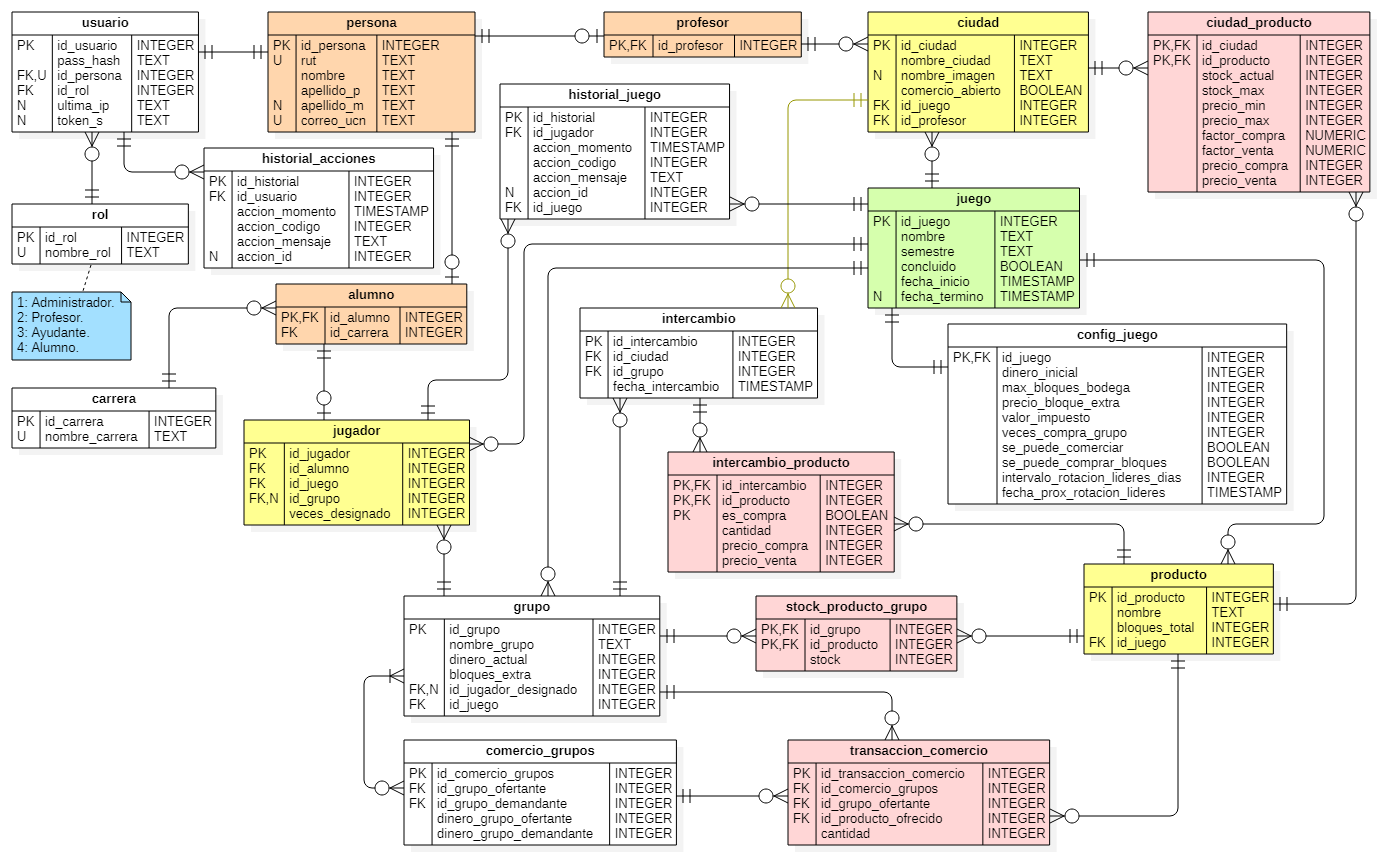 usuario
PK id_usuario INTEGER
pass_hash TEXT
FK,U id_persona INTEGER
FK id_rol INTEGER
N ultima_ip TEXT
N token_s TEXT
persona
PK id_persona INTEGER
U rut TEXT
nombre TEXT
apellido_p TEXT
N apellido_m TEXT
U correo_ucn TEXT
profesor
PK,FK id_profesor INTEGER
ciudad
PK id_ciudad INTEGER
nombre_ciudad TEXT
N nombre_imagen TEXT
comercio_abierto BOOLEAN
FK id_juego INTEGER
FK id_profesor INTEGER
ciudad_producto
PK,FK id_ciudad INTEGER
PK,FK id_producto INTEGER
stock_actual INTEGER
stock_max INTEGER
precio_min INTEGER
precio_max INTEGER
factor_compra NUMERIC
factor_venta NUMERIC
precio_compra INTEGER
precio_venta INTEGER
historial_juego
PK id_historial INTEGER
FK id_jugador INTEGER
accion_momento TIMESTAMP
accion_codigo INTEGER
accion_mensaje TEXT
N accion_id INTEGER
FK id_juego INTEGER
historial_acciones
PK id_historial INTEGER
FK id_usuario INTEGER
accion_momento TIMESTAMP
accion_codigo INTEGER
accion_mensaje TEXT
N accion_id INTEGER
rol
PK id_rol INTEGER
U nombre_rol TEXT
juego
PK id_juego INTEGER
nombre TEXT
semestre TEXT
concluido BOOLEAN
fecha_inicio TIMESTAMP
N fecha_termino TIMESTAMP
1: Administrador.
2: Profesor.
3: Ayudante.
4: Alumno.
alumno
PK,FK id_alumno INTEGER
FK id_carrera INTEGER
intercambio
PK id_intercambio INTEGER
FK id_ciudad INTEGER
FK id_grupo INTEGER
fecha_intercambio TIMESTAMP
config_juego
PK,FK id_juego INTEGER
dinero_inicial INTEGER
max_bloques_bodega INTEGER
precio_bloque_extra INTEGER
valor_impuesto INTEGER
veces_compra_grupo INTEGER
se_puede_comerciar BOOLEAN
se_puede_comprar_bloques BOOLEAN
intervalo_rotacion_lideres_dias INTEGER
fecha_prox_rotacion_lideres TIMESTAMP
carrera
PK id_carrera INTEGER
U nombre_carrera TEXT
jugador
PK id_jugador INTEGER
FK id_alumno INTEGER
FK id_juego INTEGER
FK,N id_grupo INTEGER
veces_designado INTEGER
intercambio_producto
PK,FK id_intercambio INTEGER
PK,FK id_producto INTEGER
PK es_compra BOOLEAN
cantidad INTEGER
precio_compra INTEGER
precio_venta INTEGER
producto
PK id_producto INTEGER
nombre TEXT
bloques_total INTEGER
FK id_juego INTEGER
grupo
PK id_grupo INTEGER
nombre_grupo TEXT
dinero_actual INTEGER
bloques_extra INTEGER
FK,N id_jugador_designado INTEGER
FK id_juego INTEGER
stock_producto_grupo
PK,FK id_grupo INTEGER
PK,FK id_producto INTEGER
stock INTEGER
comercio_grupos
PK id_comercio_grupos INTEGER
FK id_grupo_ofertante INTEGER
FK id_grupo_demandante INTEGER
dinero_grupo_ofertante INTEGER
dinero_grupo_demandante INTEGER
transaccion_comercio
PK id_transaccion_comercio INTEGER
FK id_comercio_grupos INTEGER
FK id_grupo_ofertante INTEGER
FK id_producto_ofrecido INTEGER
cantidad INTEGER